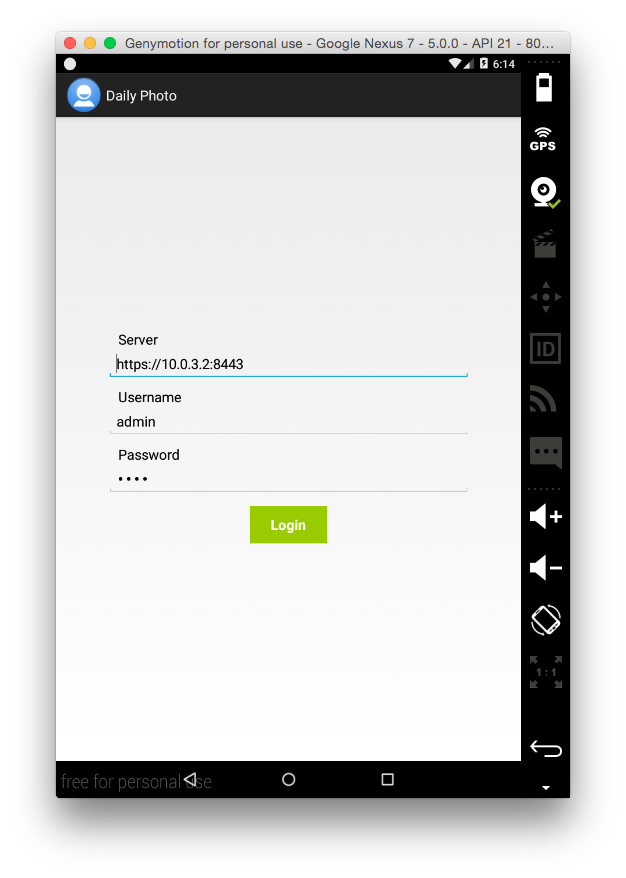 Genymotion for personal use - Google Nexus 7 - 5.0.0 - API 21 - 80...
6:14
Daily Photo
GPS
Server
https://10.0.3.2:8443
ID
Username
admin
Password
••••
Login
1:1
free for personal use